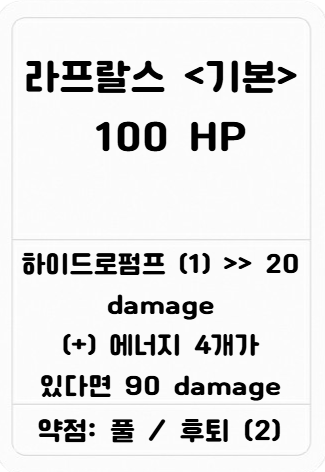 라프랄스 <기본>
100 HP
하이드로펌프 (1) >> 20
damage
(+) 에너지 4개가
있다면 90 damage
약점: 풀 / 후퇴 (2)